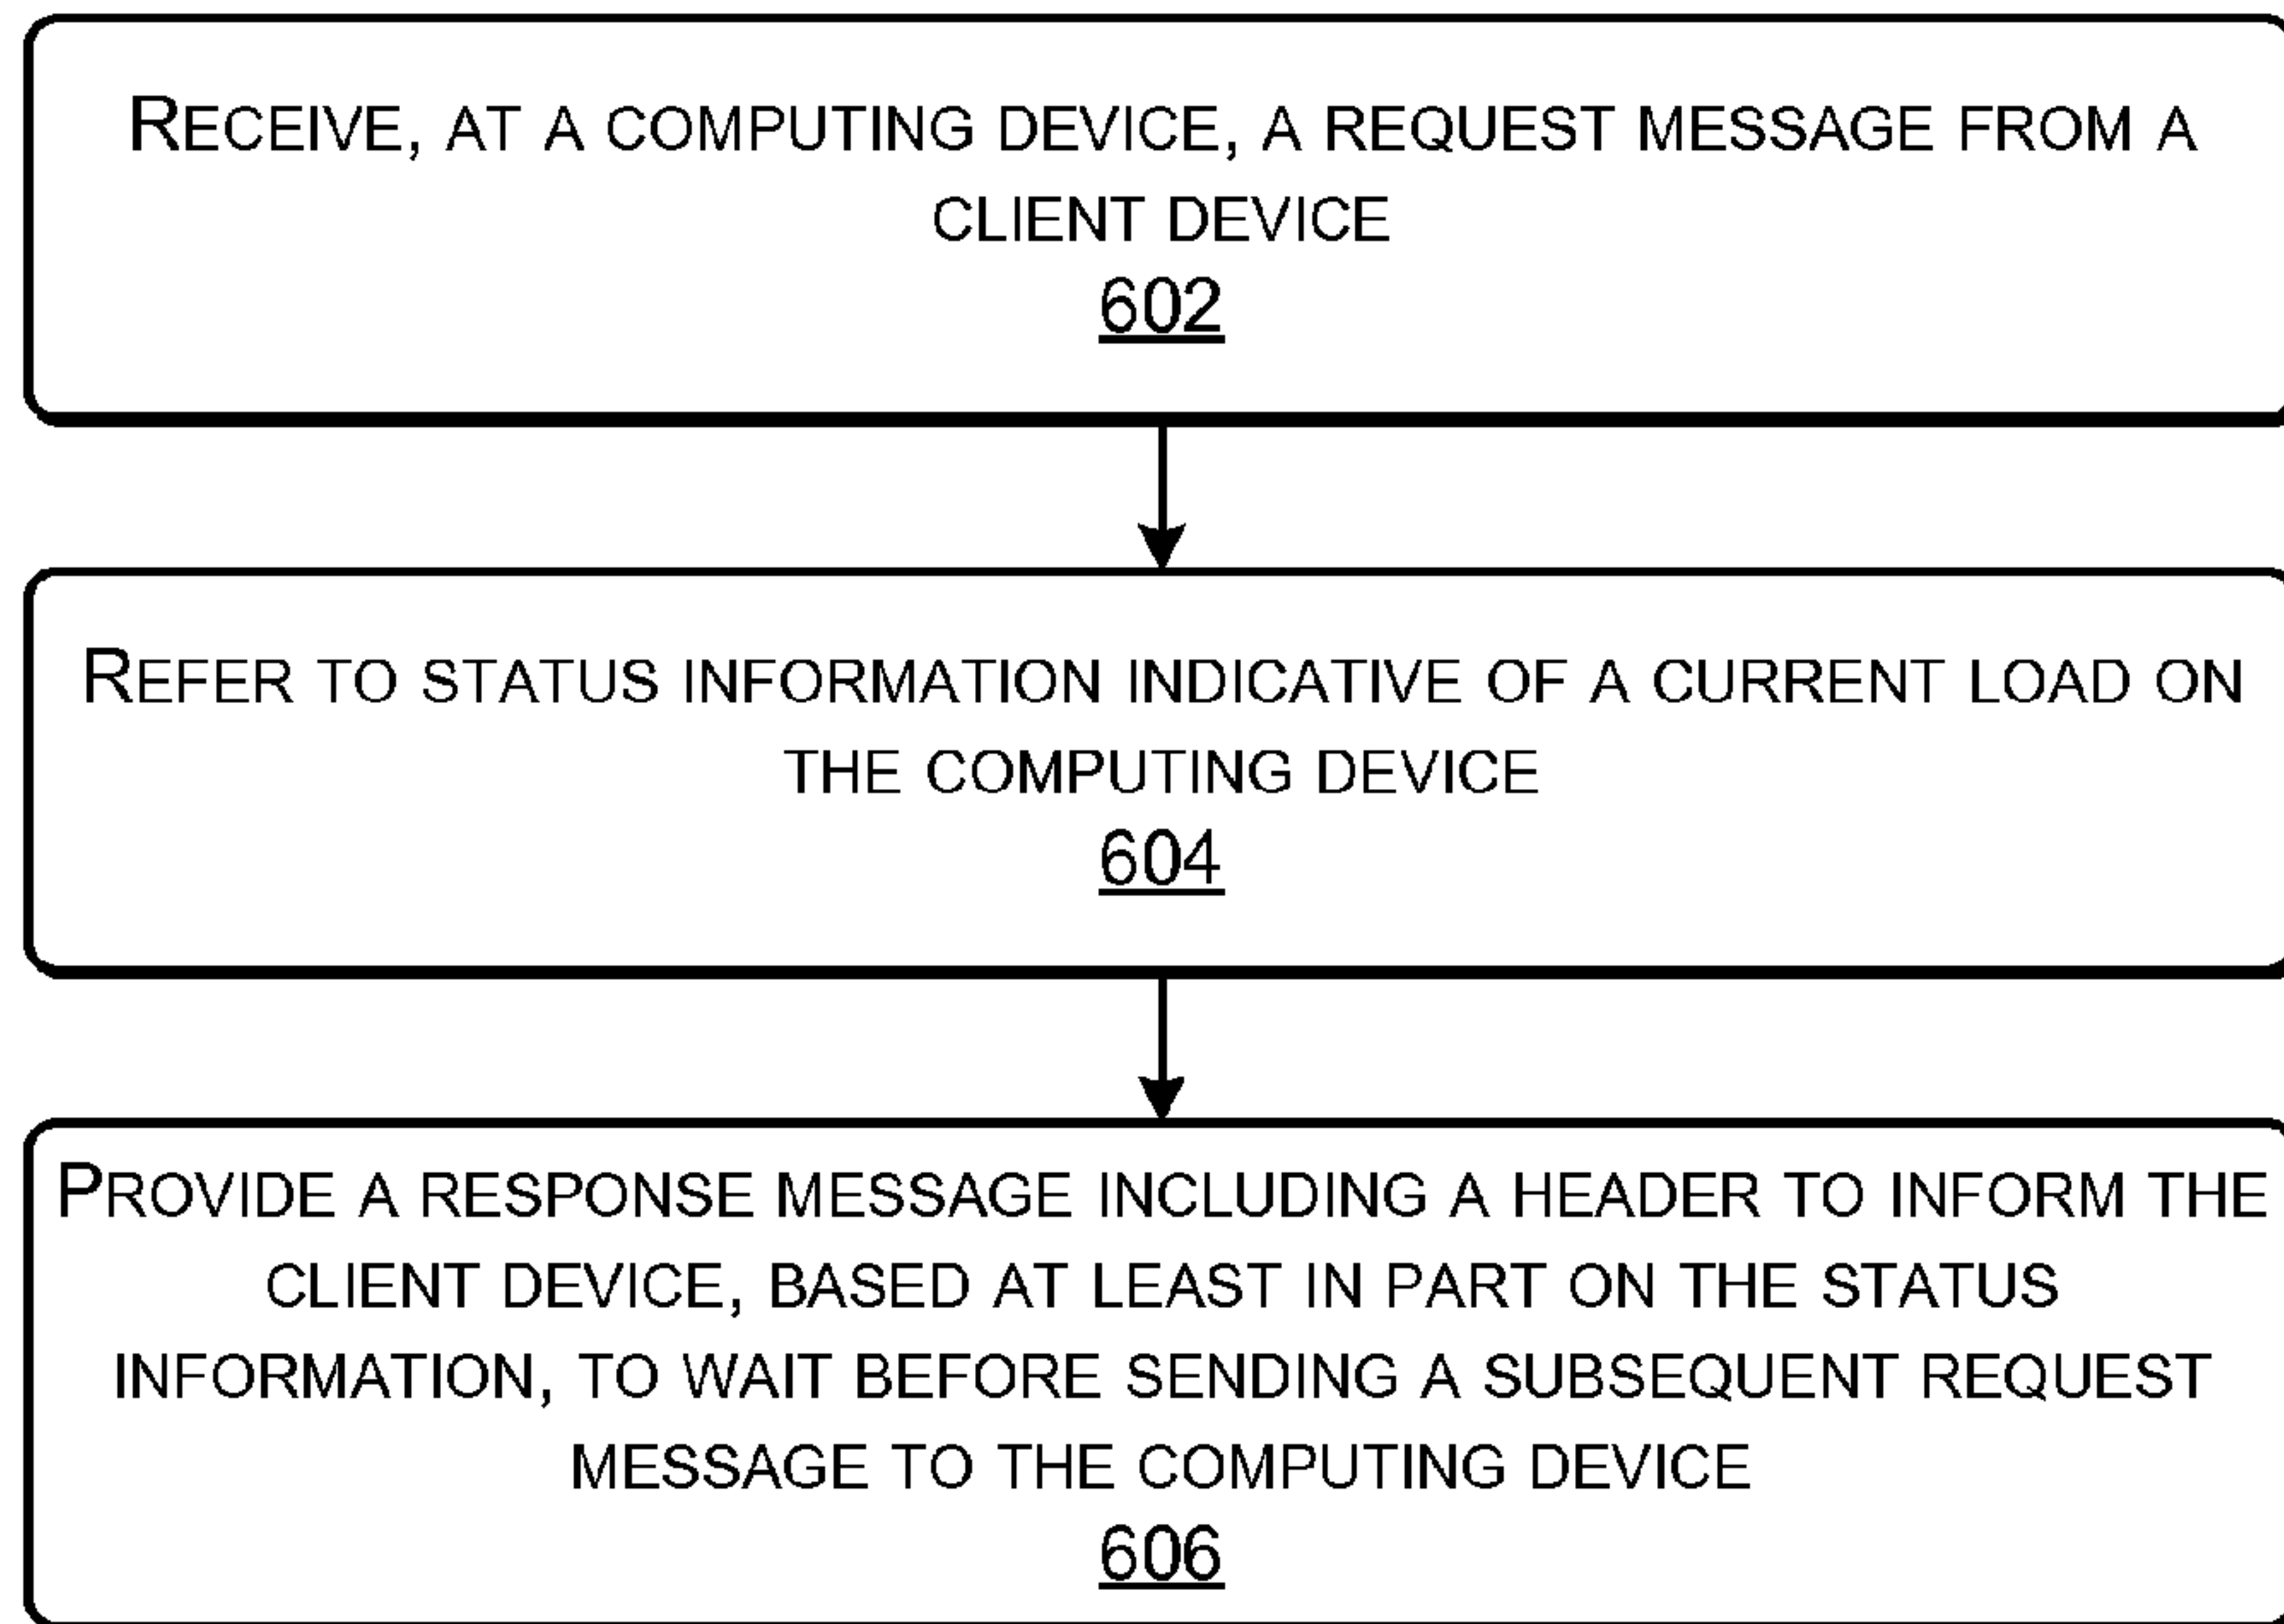 RECEIVE, AT A COMPUTING DEVICE, A REQUEST MESSAGE FROM A
CLIENT DEVICE
602
REFER TO STATUS INFORMATION INDICATIVE OF A CURRENT LOAD ON
THE COMPUTING DEVICE
604
PROVIDE A RESPONSE MESSAGE INCLUDING A HEADER TO INFORM THE
CLIENT DEVICE, BASED AT LEAST IN PART ON THE STATUS
INFORMATION, TO WAIT BEFORE SENDING A SUBSEQUENT REQUEST
MESSAGE TO THE COMPUTING DEVICE
606